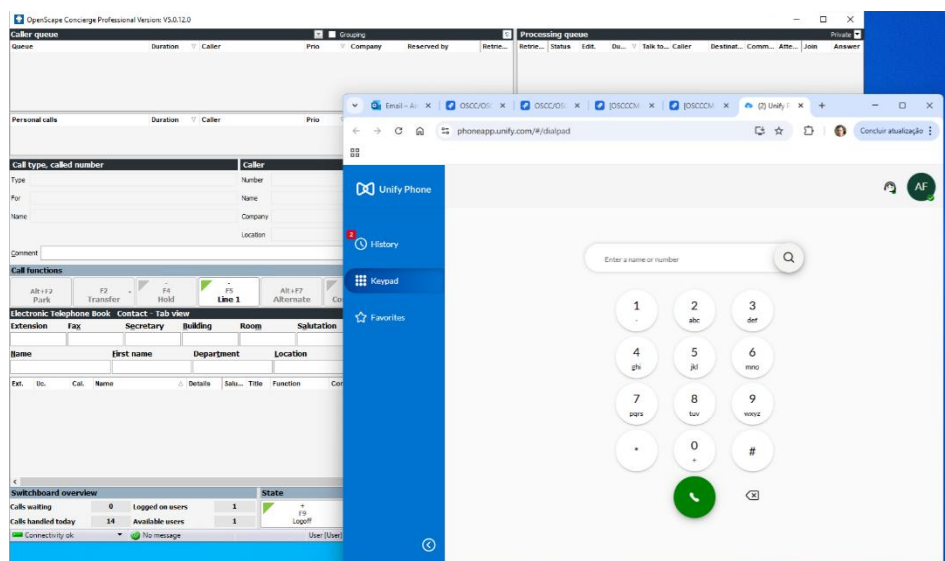 OpenScape Concierge Professional Version: V5.0.12.0
Caller queue
Grouping
Queue Duration Caller Prio Company Reserved by Retrie...
Processing queue Private
Retrie... Status Edit. Du... Talk to... Caller Destinat... Comm... Atte... Join Answer
Personal calls Duration Caller Prio
Call type, called number
Type
For
Name
Caller
Number
Name
Company
Location
Comment
Call functions
Alt+F2
Park
F2
Transfer
F4
Hold
F5
Line 1
Alt+F7
Alternate
Electronic Telephone Book Contact - Tab view
Extension Fax Secretary Building Room Salutation
Name First name Department Location
Ext. Cal. Name Details Salu... Title Function
Switchboard overview
Calls waiting 0 Logged on users 1
Calls handled today 14 Available users 1
State
+
F9
Logoff
Connectivity ok No message User [User]
OSCC/OS
OSCC/OS
[OSCCCM
[OSCCCM
(2) Unify
phoneapp.unify.com/#/dialpad
Concluir atualização
Unify Phone
AF
2
History
Keypad
Favorites
Enter a name or number
1
-
2
abc
3
def
4
ghi
5
jkl
6
mno
7
pqrs
8
tuv
9
wxyz
*
0
+
#